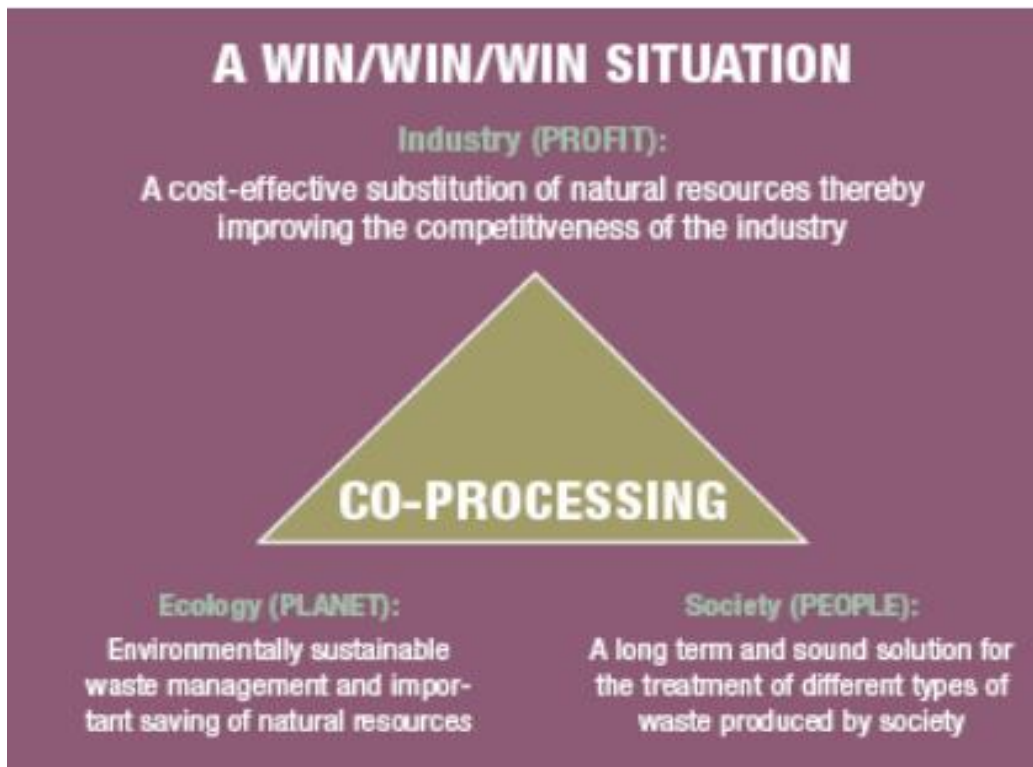 A WIN/WIN/WIN SITUATION
Industry (PROFIT):
A cost-effective substitution of natural resources thereby
improving the competitiveness of the industry
CO-PROCESSING
Ecology (PLANET):
Environmentally sustainable
waste management and impor-
tant saving of natural resources
Society (PEOPLE):
A long term and sound solution for
the treatment of different types of
waste produced by society